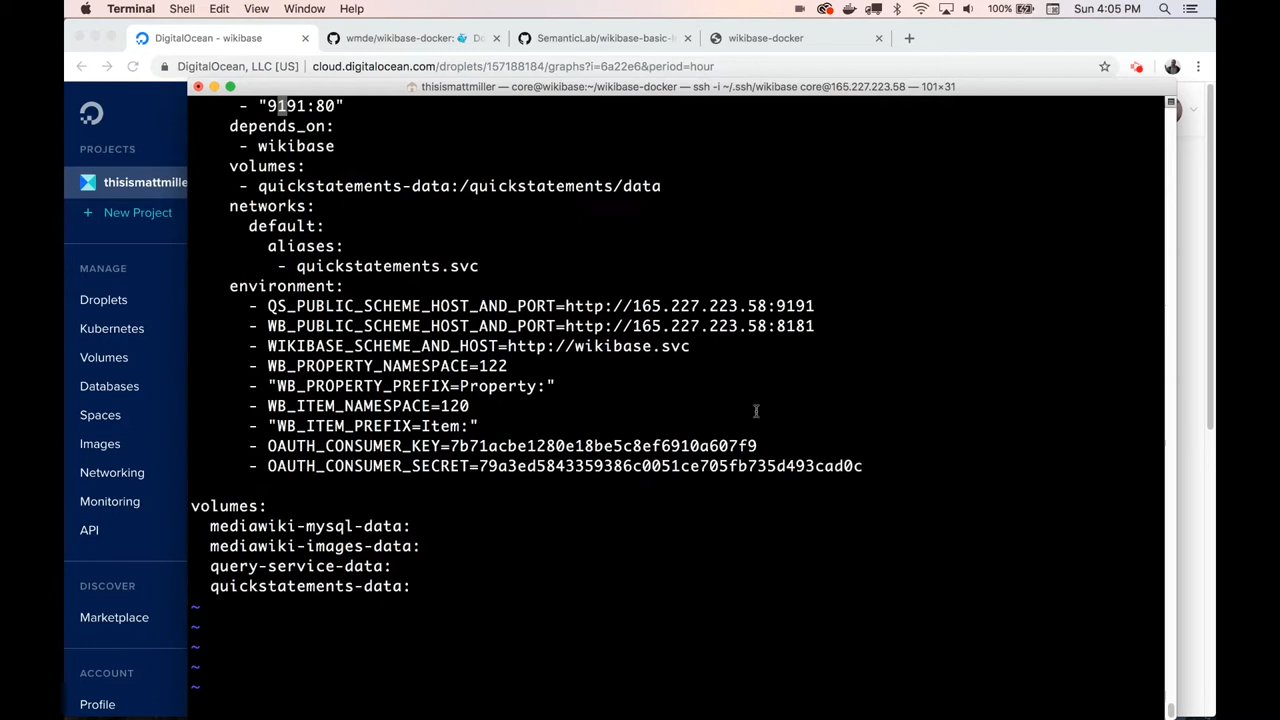 Terminal Shell Edit View Window Help 100% Sun 4:05 PM
DigitalOcean - wikibase wmde/wikibase-docker: Do SemanticLab/wikibase-basic-l wikibase-docker
DigitalOcean, LLC [US] cloud.digitalocean.com/droplets/157188184/graphs?i=6a22e6&period=hour
thisismattmiller — core@wikibase:~/wikibase-docker — ssh -i ~/.ssh/wikibase core@165.227.223.58 — 101×31
PROJECTS
thisismattmille
+ New Project
MANAGE
Droplets
Kubernetes
Volumes
Databases
Spaces
Images
Networking
Monitoring
API
DISCOVER
Marketplace
ACCOUNT
Profile
- "9191:80"
depends_on:
- wikibase
volumes:
- quickstatements-data:/quickstatements/data
networks:
default:
aliases:
- quickstatements.svc
environment:
- QS_PUBLIC_SCHEME_HOST_AND_PORT=http://165.227.223.58:9191
- WB_PUBLIC_SCHEME_HOST_AND_PORT=http://165.227.223.58:8181
- WIKIBASE_SCHEME_AND_HOST=http://wikibase.svc
- WB_PROPERTY_NAMESPACE=122
- "WB_PROPERTY_PREFIX=Property:"
- WB_ITEM_NAMESPACE=120
- "WB_ITEM_PREFIX=Item:"
- OAUTH_CONSUMER_KEY=7b71acbe1280e18be5c8ef6910a607f9
- OAUTH_CONSUMER_SECRET=79a3ed5843359386c0051ce705fb735d493cad0c
volumes:
mediawiki-mysql-data:
mediawiki-images-data:
query-service-data:
quickstatements-data:
~
~
~
~
~